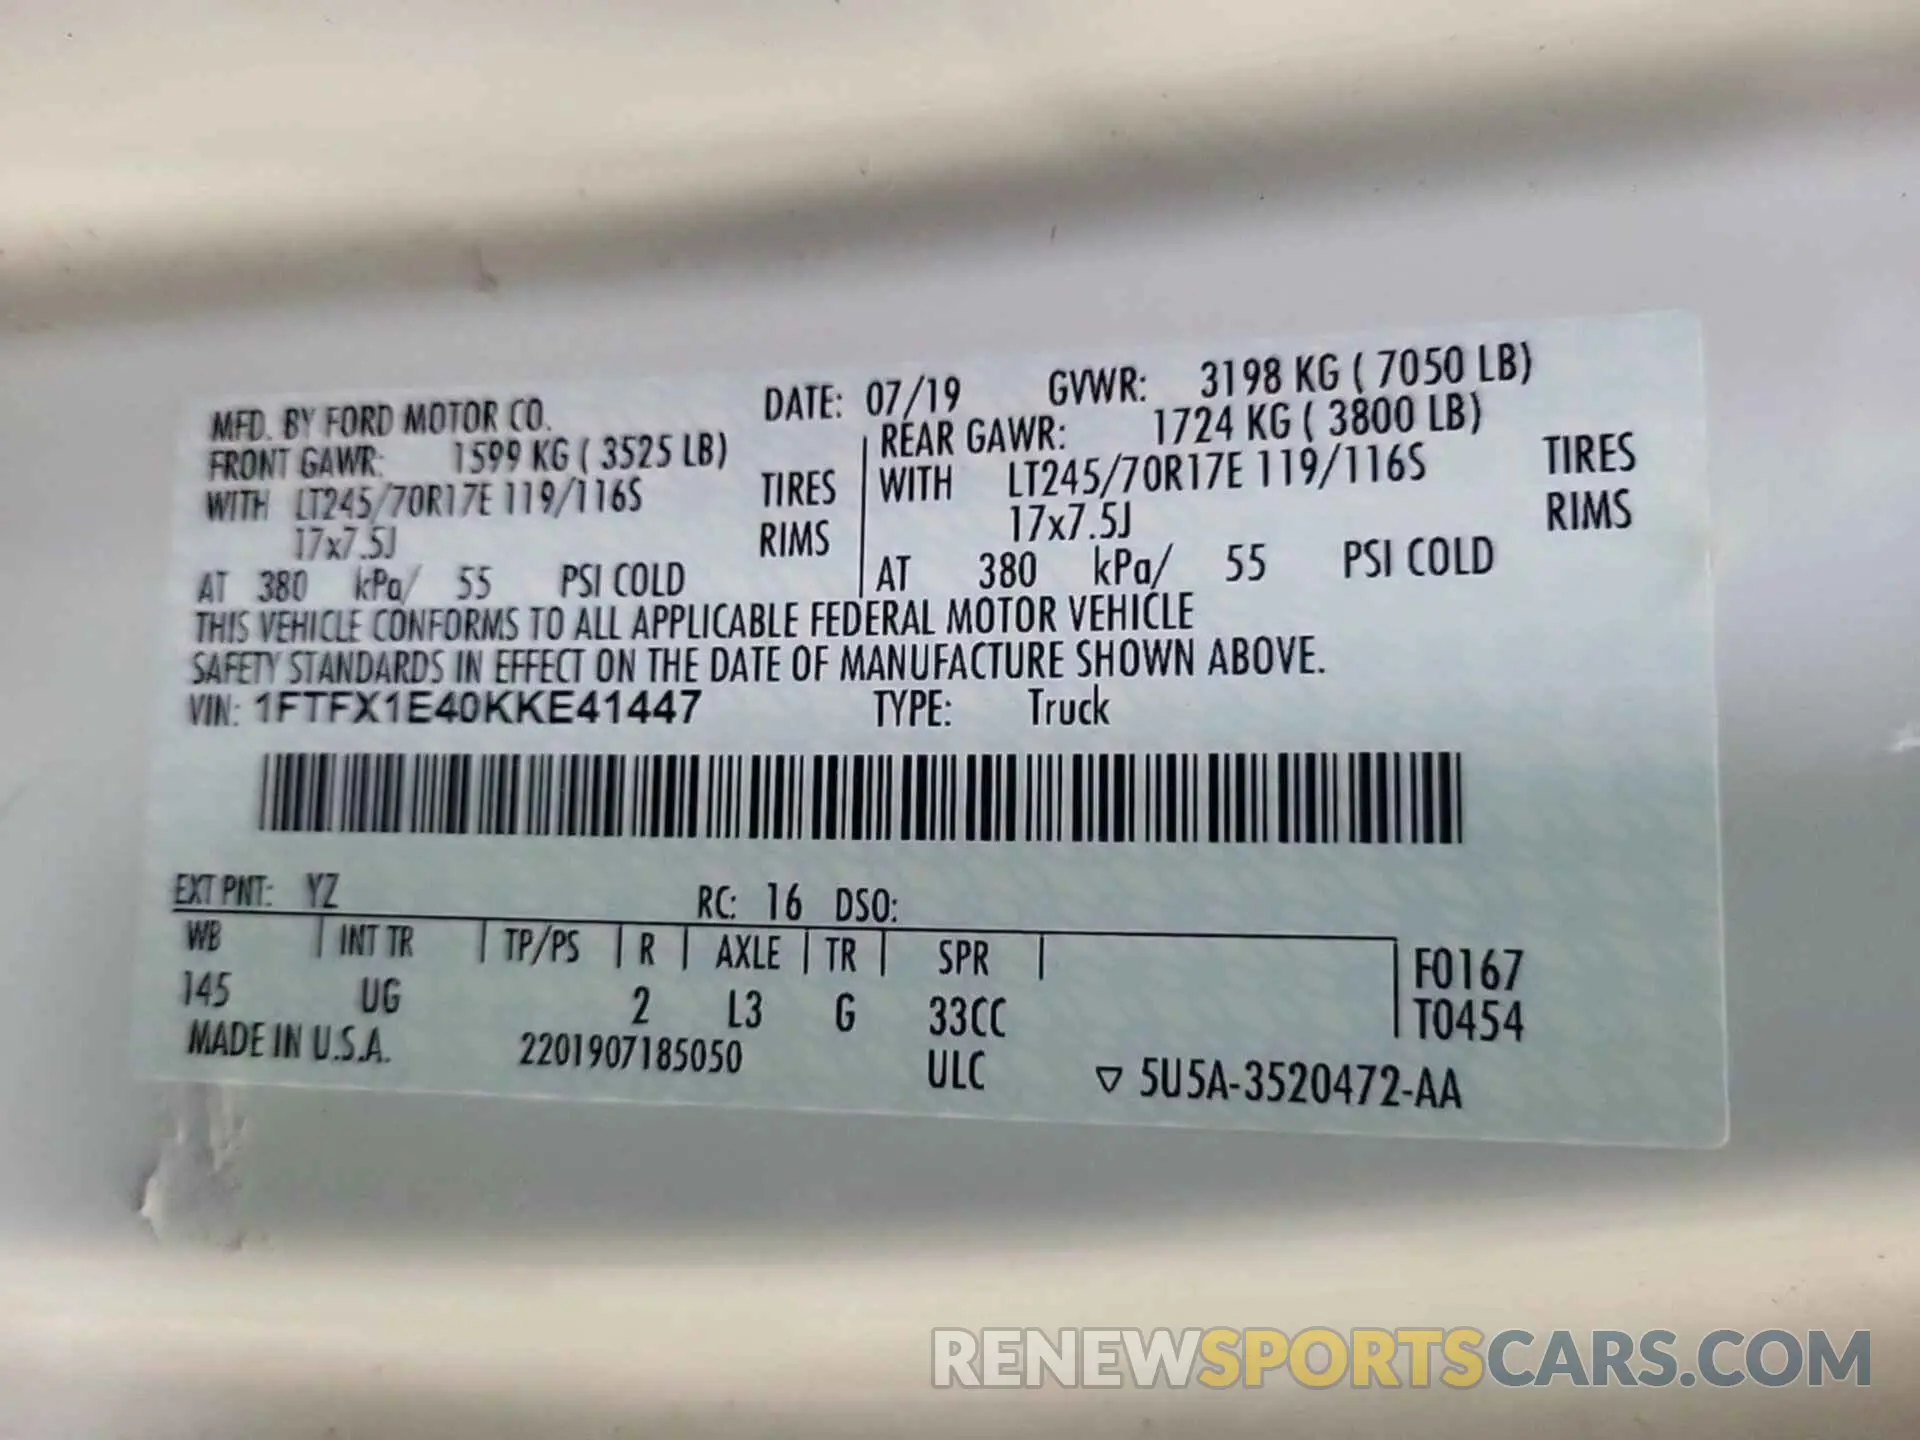 MFD. BY FORD MOTOR CO. DATE: 07/19 GVWR: 3198 KG ( 7050 LB)
FRONT GAWR: 1599 KG ( 3525 LB) REAR GAWR: 1724 KG ( 3800 LB)
WITH LT245/70R17E 119/116S TIRES WITH LT245/70R17E 119/116S TIRES
17x7.5J RIMS 17x7.5J RIMS
AT 380 kPa/ 55 PSI COLD AT 380 kPa/ 55 PSI COLD
THIS VEHICLE CONFORMS TO ALL APPLICABLE FEDERAL MOTOR VEHICLE
SAFETY STANDARDS IN EFFECT ON THE DATE OF MANUFACTURE SHOWN ABOVE.
VIN: 1FTFX1E40KKE41447 TYPE: Truck
EXT PNT: YZ RC: 16 DSO:
WB INT TR TP/PS R AXLE TR SPR F0167
145 UG 2 L3 G 33CC T0454
MADE IN U.S.A. 2201907185050 ULC ▽ 5U5A-3520472-AA
RENEWSPORTSCARS.COM